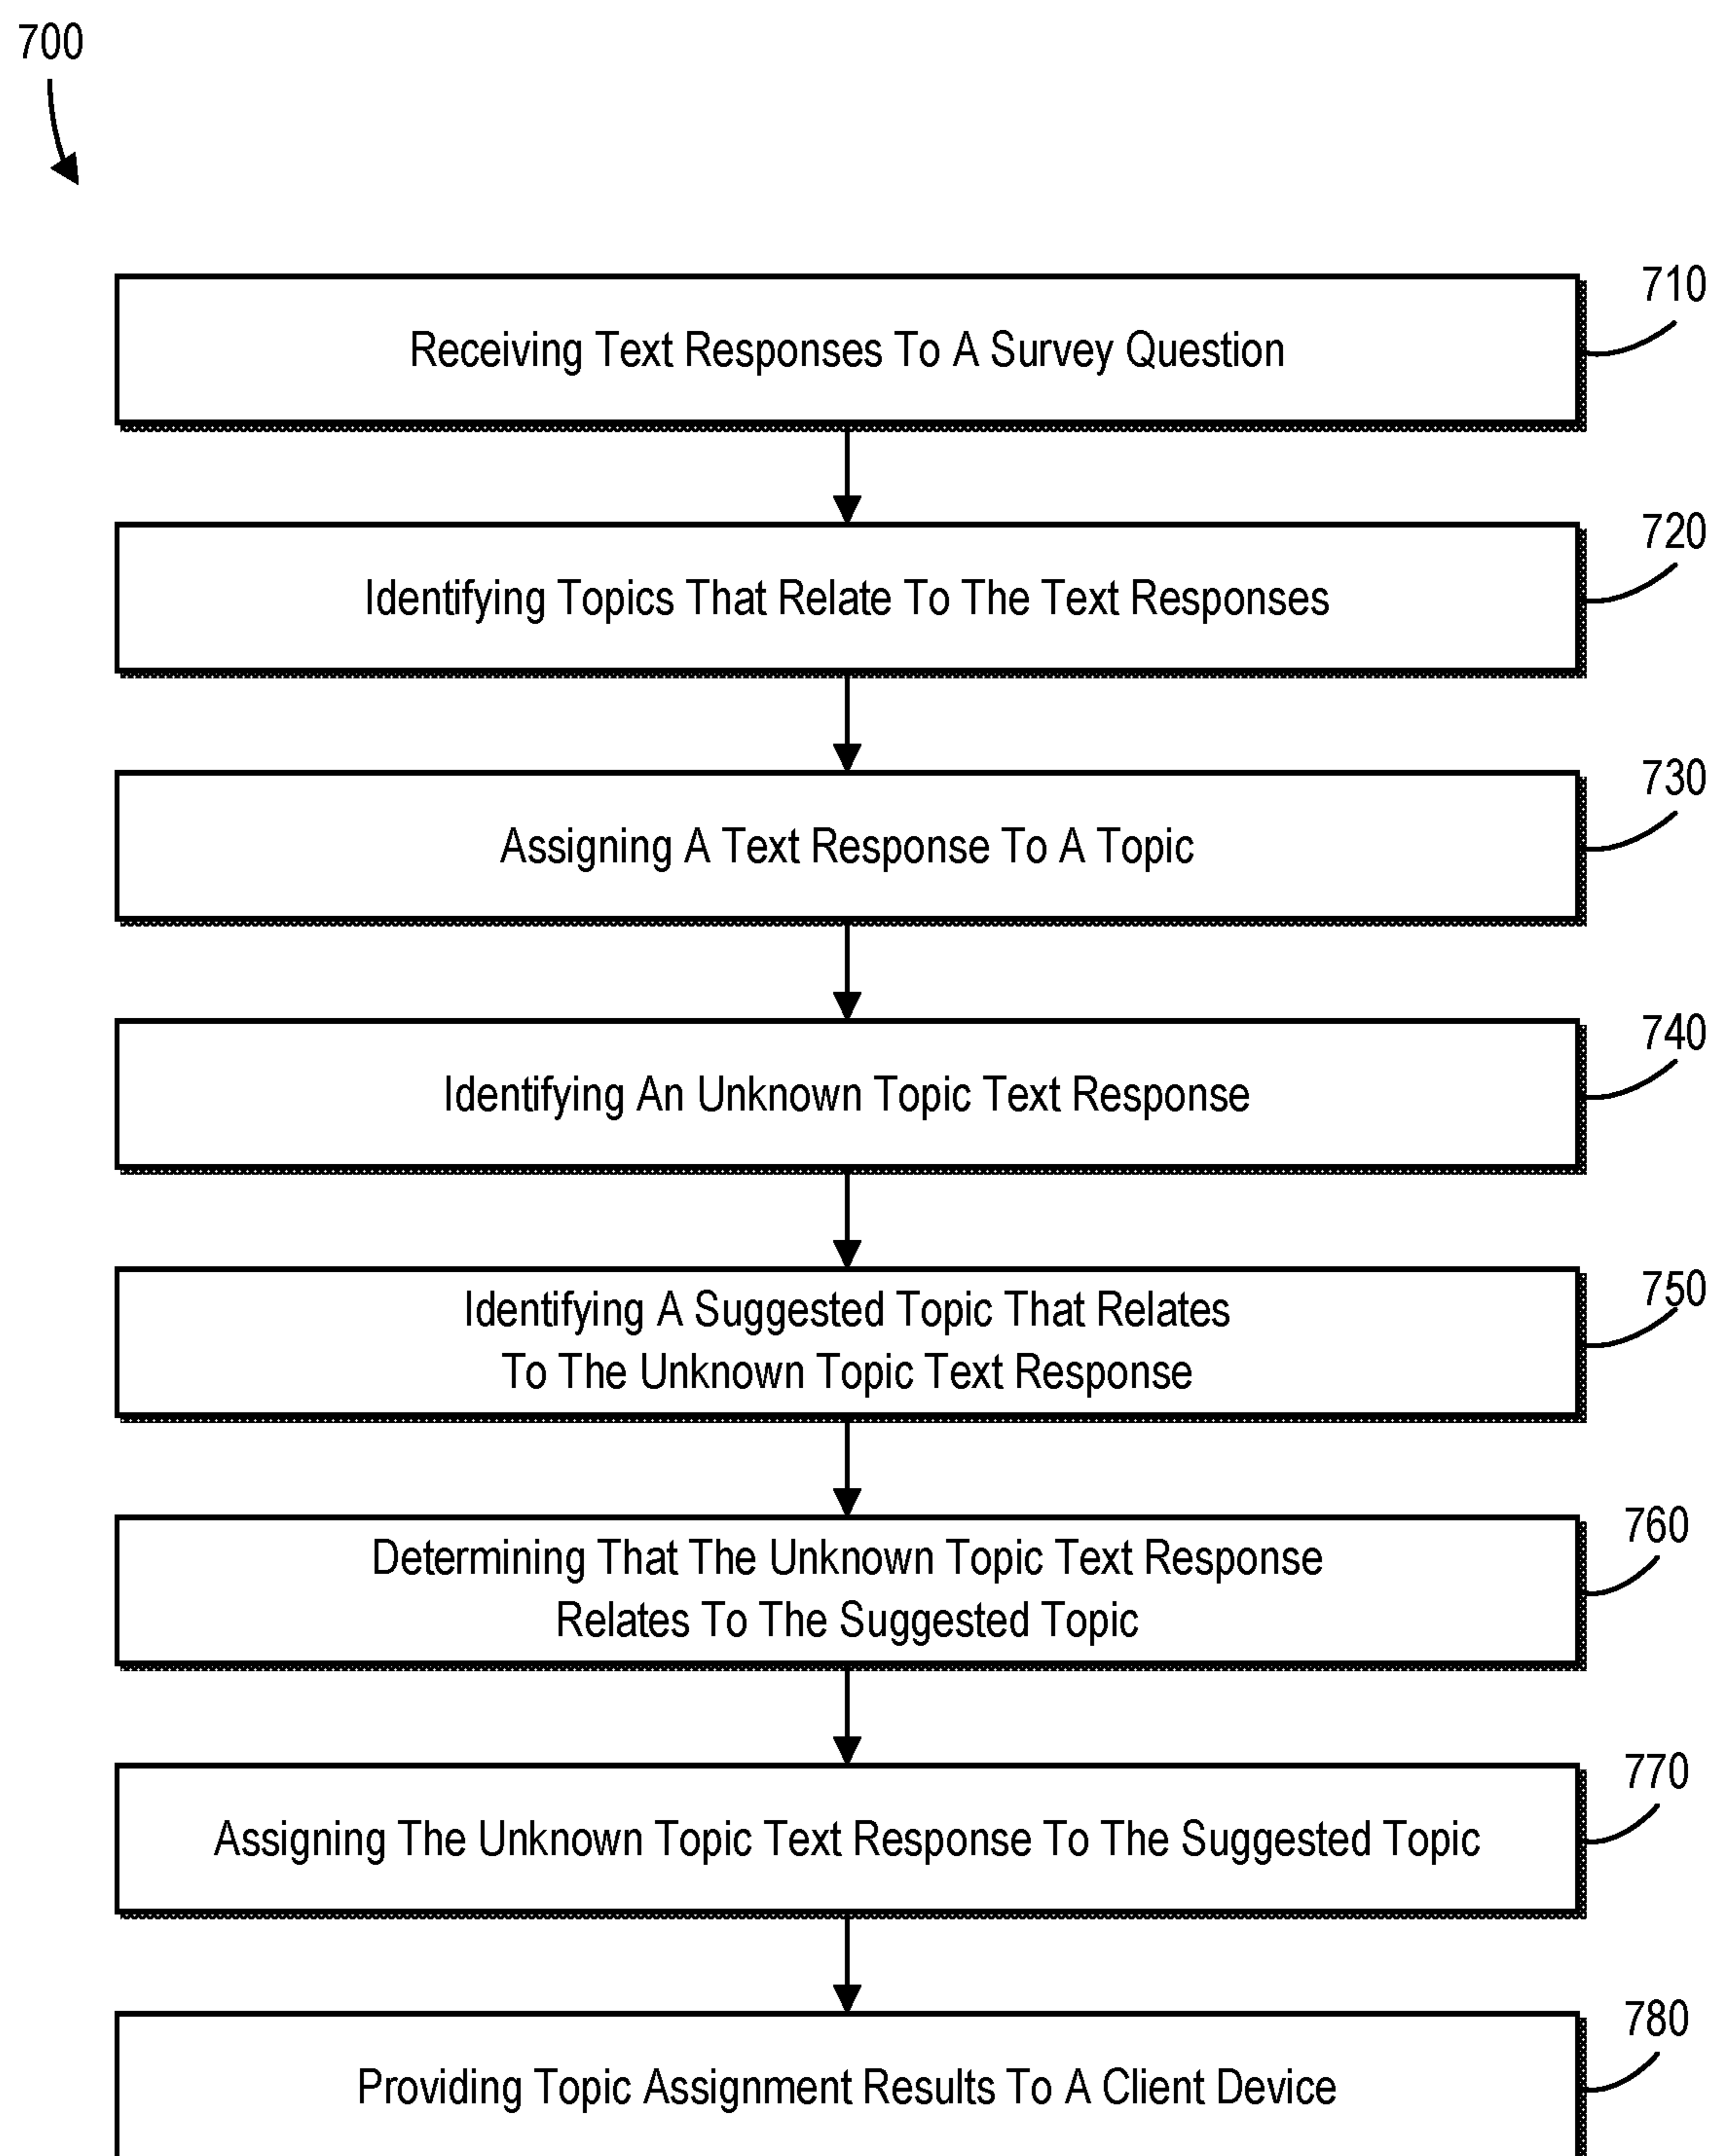 700
710
Receiving Text Responses To A Survey Question
720
Identifying Topics That Relate To The Text Responses
730
Assigning A Text Response To A Topic
740
Identifying An Unknown Topic Text Response
750
Identifying A Suggested Topic That Relates
To The Unknown Topic Text Response
760
Determining That The Unknown Topic Text Response
Relates To The Suggested Topic
770
Assigning The Unknown Topic Text Response To The Suggested Topic
780
Providing Topic Assignment Results To A Client Device